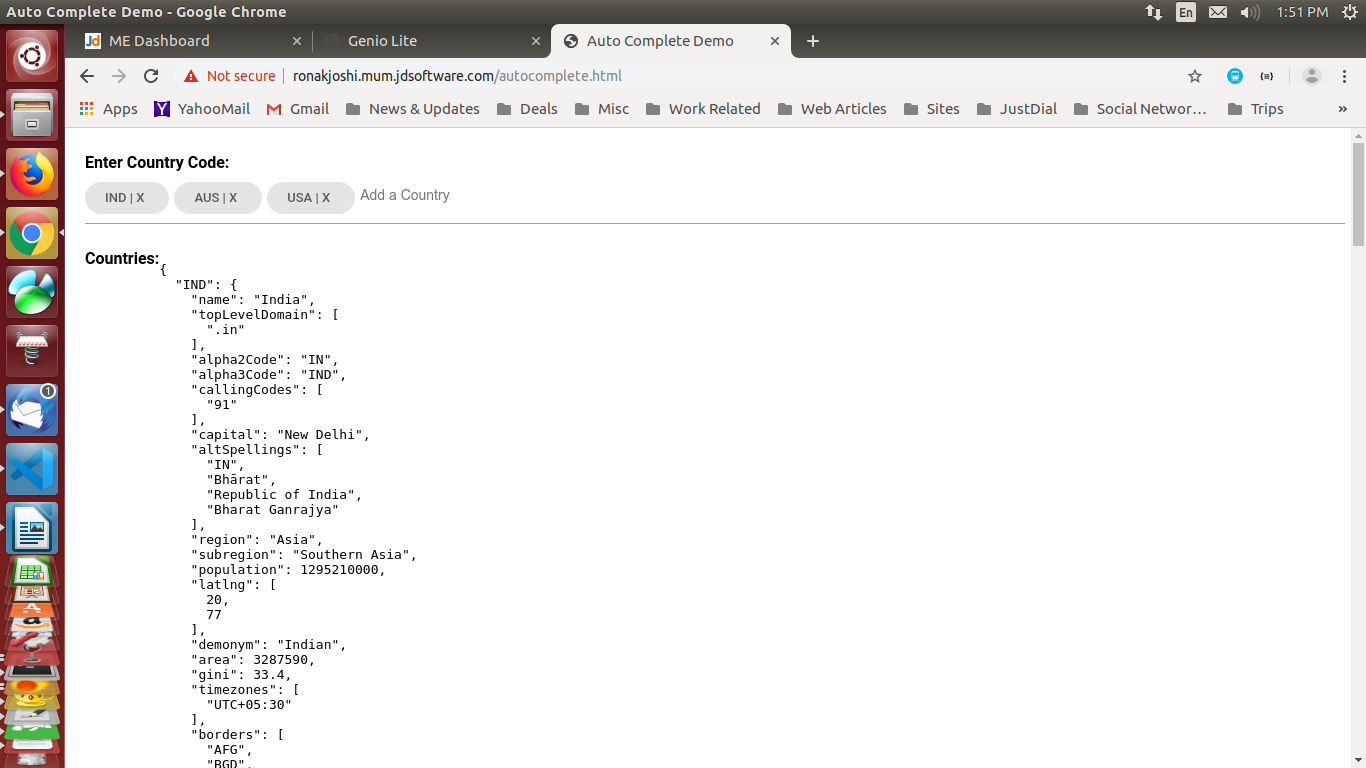 Auto Complete Demo - Google Chrome
En
1:51 PM
Jd ME Dashboard
Genio Lite
Auto Complete Demo
Not secure | ronakjoshi.mum.jdsoftware.com/autocomplete.html
Apps
YahooMail
Gmail
News & Updates
Deals
Misc
Work Related
Web Articles
Sites
JustDial
Social Networ…
Trips
»
Enter Country Code:
IND | X
AUS | X
USA | X
Add a Country
Countries:
{
"IND": {
"name": "India",
"topLevelDomain": [
".in"
],
"alpha2Code": "IN",
"alpha3Code": "IND",
"callingCodes": [
"91"
],
"capital": "New Delhi",
"altSpellings": [
"IN",
"Bhārat",
"Republic of India",
"Bharat Ganrajya"
],
"region": "Asia",
"subregion": "Southern Asia",
"population": 1295210000,
"latlng": [
20,
77
],
"demonym": "Indian",
"area": 3287590,
"gini": 33.4,
"timezones": [
"UTC+05:30"
],
"borders": [
"AFG",
"BGD",
1